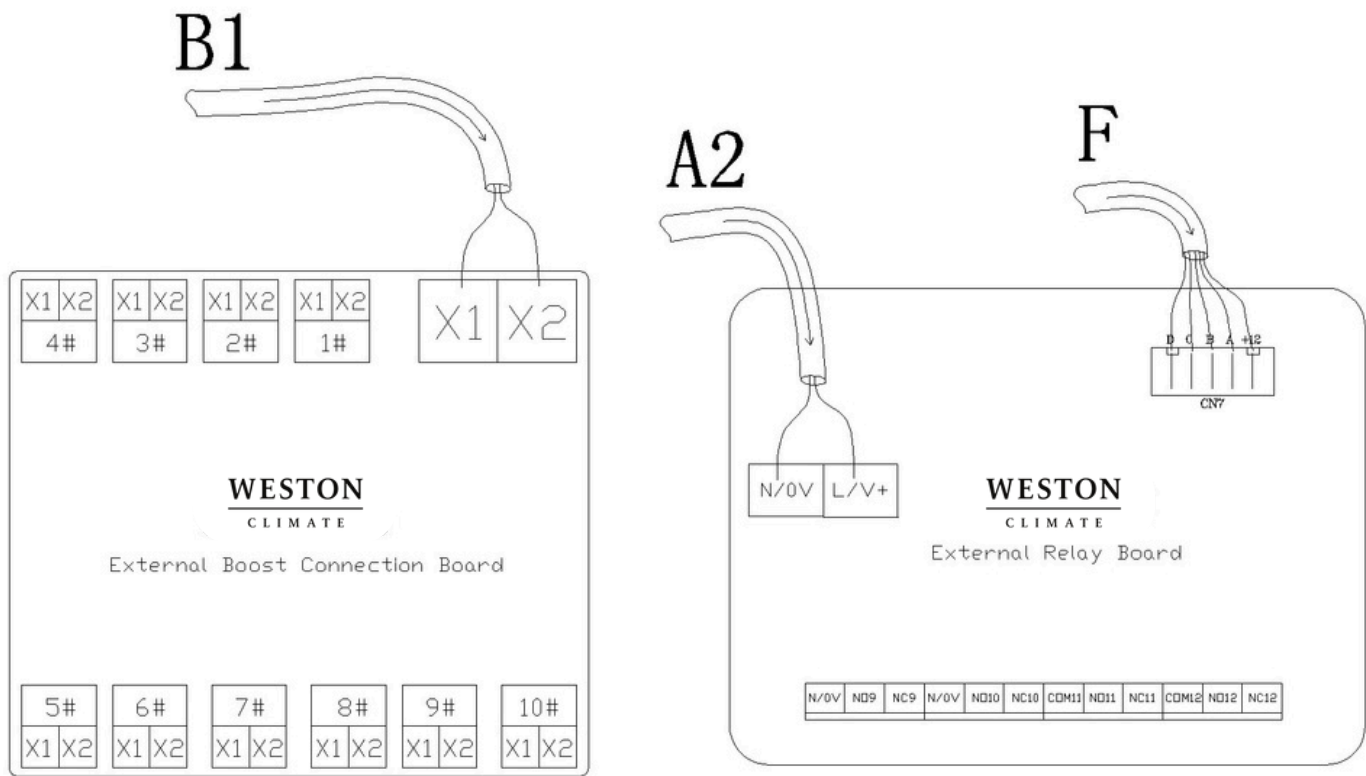 B1
A2
F
X1 X2 X1 X2 X1 X2 X1 X2 X1 X2
4# 3# 2# 1#
D C B A +12
CN7
N/0V L/V+
WESTON
CLIMATE
External Boost Connection Board
WESTON
CLIMATE
External Relay Board
5# 6# 7# 8# 9# 10#
X1 X2 X1 X2 X1 X2 X1 X2 X1 X2 X1 X2
N/0V NO9 NC9 N/0V NO10 NC10 COM11 NO11 NC11 COM12 NO12 NC12